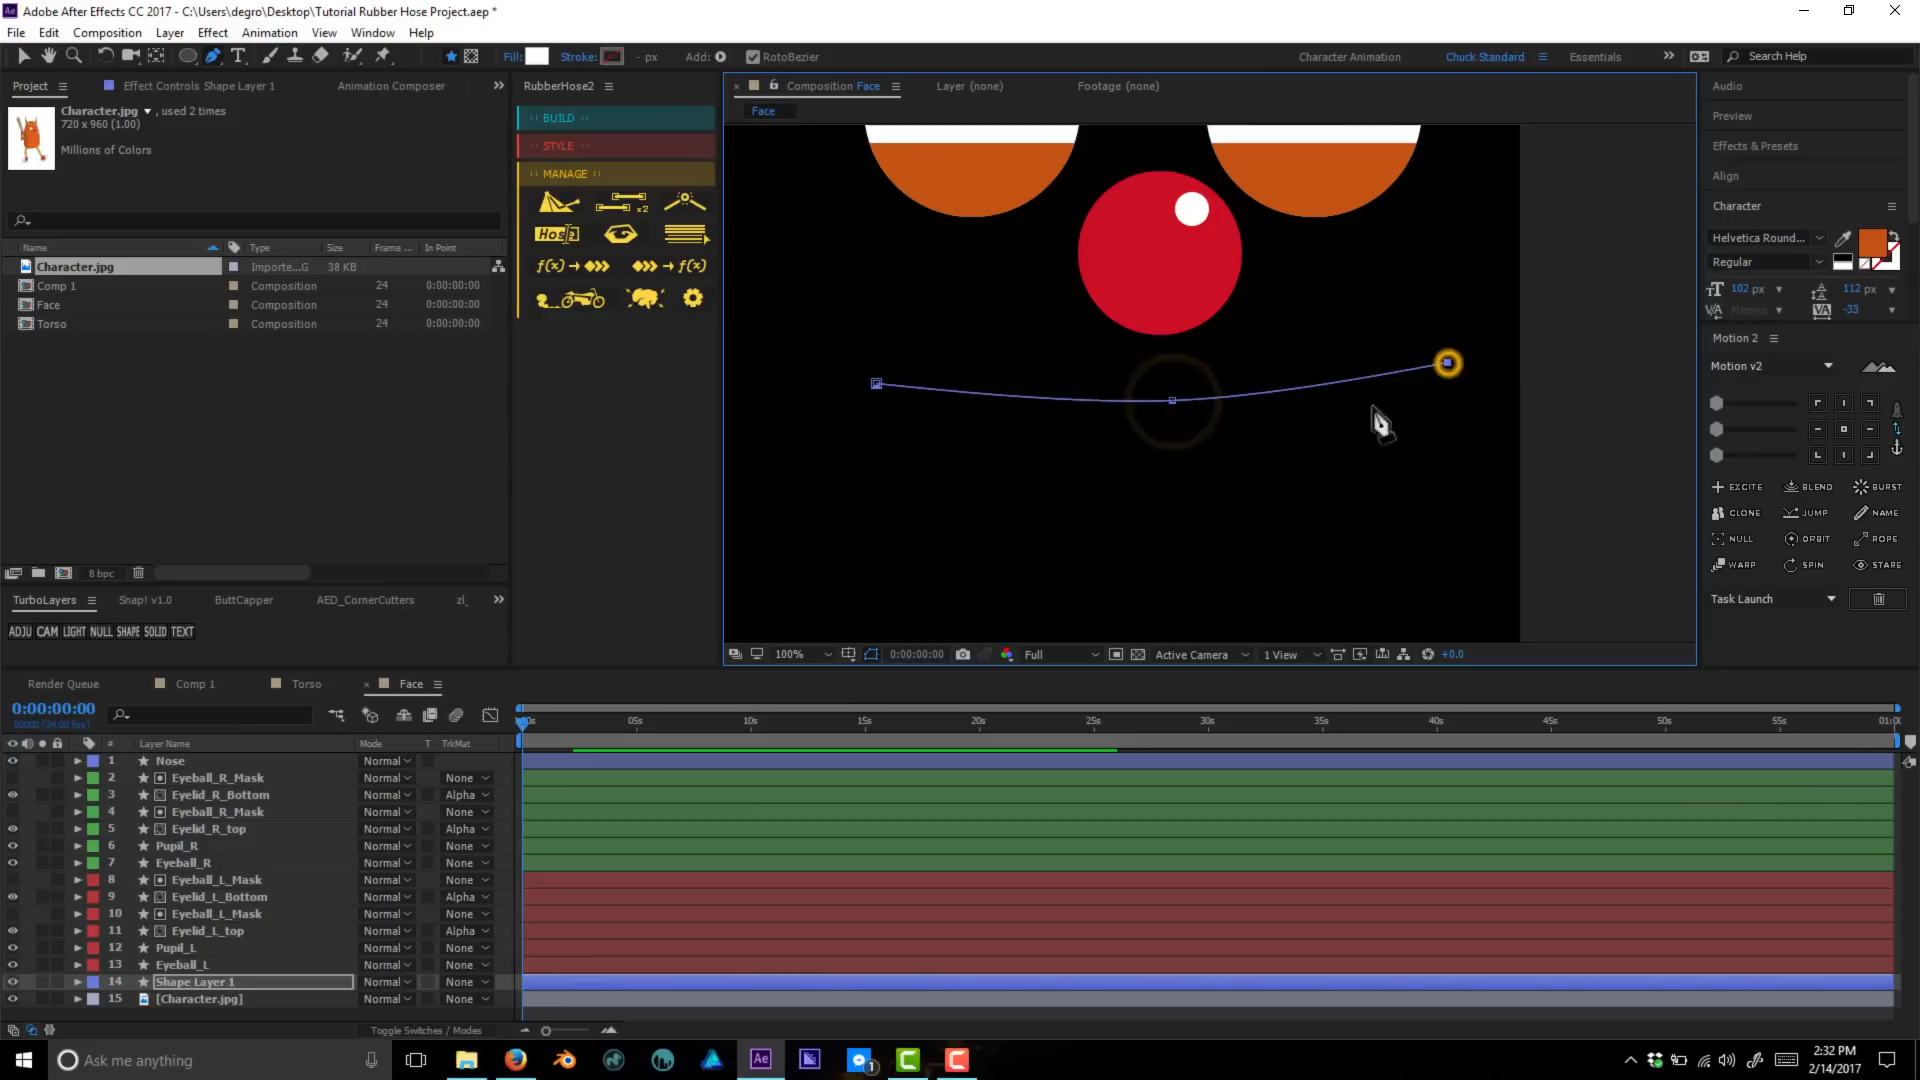 Adobe After Effects CC 2017 - C:\Users\degro\Desktop\Tutorial Rubber Hose Project.aep *
File Edit Composition Layer Effect Animation View Window Help
Fill: Stroke: - px Add: RotoBezier Character Animation Chuck Standard Essentials Search Help
Project Effect Controls Shape Layer 1 Animation Composer
Character.jpg , used 2 times
720 x 960 (1.00)
Millions of Colors
Name Type Size Frame ... In Point
Character.jpg Importe...G 38 KB
Comp 1 Composition 24 0:00:00:00
Face Composition 24 0:00:00:00
Torso Composition 24 0:00:00:00
8 bpc
TurboLayers Snap! v1.0 ButtCapper AED_CornerCutters zl_
ADJU CAM LIGHT NULL SHAPE SOLID TEXT
RubberHose2
BUILD
STYLE
MANAGE
x2
Hose
f(x)
f(x)
Composition Face Layer (none) Footage (none)
Face
100% 0:00:00:00 Full Active Camera 1 View +0.0
Audio
Preview
Effects & Presets
Align
Character
Helvetica Round...
Regular
102 px 112 px
Metrics -33
Motion 2
Motion v2
EXCITE BLEND BURST
CLONE JUMP NAME
NULL ORBIT ROPE
WARP SPIN STARE
Task Launch
Render Queue Comp 1 Torso Face
0:00:00:00
00000 (24.00 fps)
05s 10s 15s 20s 25s 30s 35s 40s 45s 50s 55s 01:0
# Layer Name Mode T TrkMat
1 Nose Normal
2 Eyeball_R_Mask Normal None
3 Eyelid_R_Bottom Normal Alpha
4 Eyeball_R_Mask Normal None
5 Eyelid_R_top Normal Alpha
6 Pupil_R Normal None
7 Eyeball_R Normal None
8 Eyeball_L_Mask Normal None
9 Eyelid_L_Bottom Normal Alpha
10 Eyeball_L_Mask Normal None
11 Eyelid_L_top Normal Alpha
12 Pupil_L Normal None
13 Eyeball_L Normal None
14 Shape Layer 1 Normal None
15 [Character.jpg] Normal None
Toggle Switches / Modes
Ask me anything
Ae
1
2:32 PM
2/14/2017